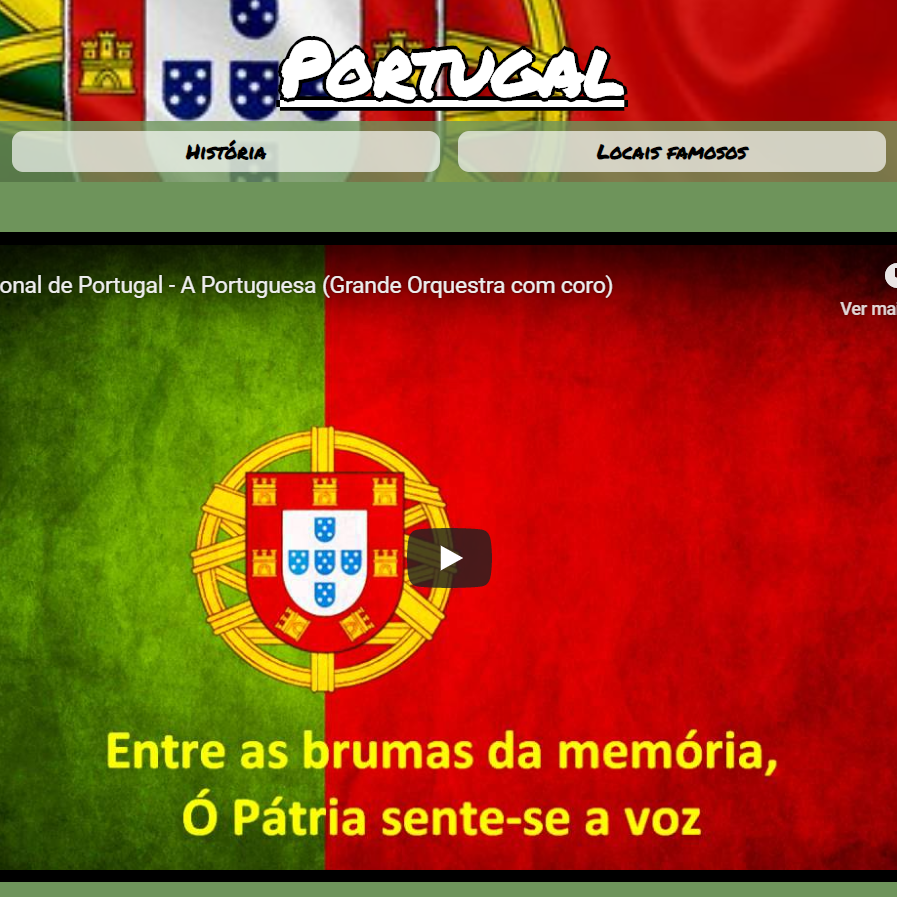 Portugal
História
Locais famosos
onal de Portugal - A Portuguesa (Grande Orquestra com coro)
Ver mai
Entre as brumas da memória,
Ó Pátria sente-se a voz